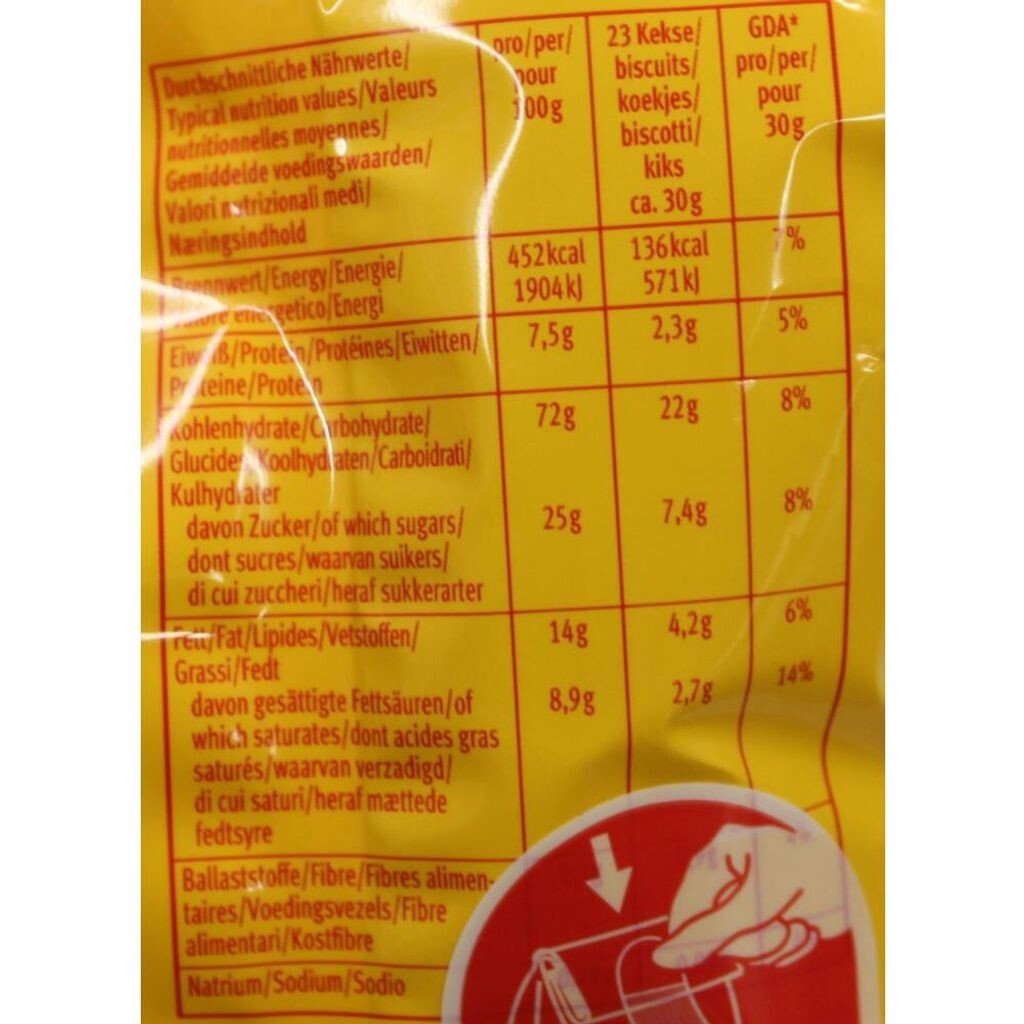 Durchschnittliche Nährwerte/
Typical nutrition values/Valeurs
nutritionnelles moyennes/
Gemiddelde voedingswaarden/
Valori nutrizionali medi/
Næringsindhold
pro/per/
pour
100g
23 Kekse/
biscuits/
koekjes/
biscotti/
kiks
ca. 30g
GDA*
pro/per/
pour
30g
Brennwert/Energy/Energie/
Valore energetico/Energi
452kcal
1904kJ
136kcal
571kJ
7%
Eiweiß/Protein/Protéines/Eiwitten/
Proteine/Protein
7,5g
2,3g
5%
Kohlenhydrate/Carbohydrate/
Glucides/Koolhydraten/Carboidrati/
Kulhydrater
72g
22g
8%
davon Zucker/of which sugars/
dont sucres/waarvan suikers/
di cui zuccheri/heraf sukkerarter
25g
7,4g
8%
Fett/Fat/Lipides/Vetstoffen/
Grassi/Fedt
14g
4,2g
6%
davon gesättigte Fettsäuren/of
which saturates/dont acides gras
saturés/waarvan verzadigd/
di cui saturi/heraf mættede
fedtsyre
8,9g
2,7g
14%
Ballaststoffe/Fibre/Fibres alimen-
taires/Voedingsvezels/Fibre
alimentari/Kostfibre
Natrium/Sodium/Sodio